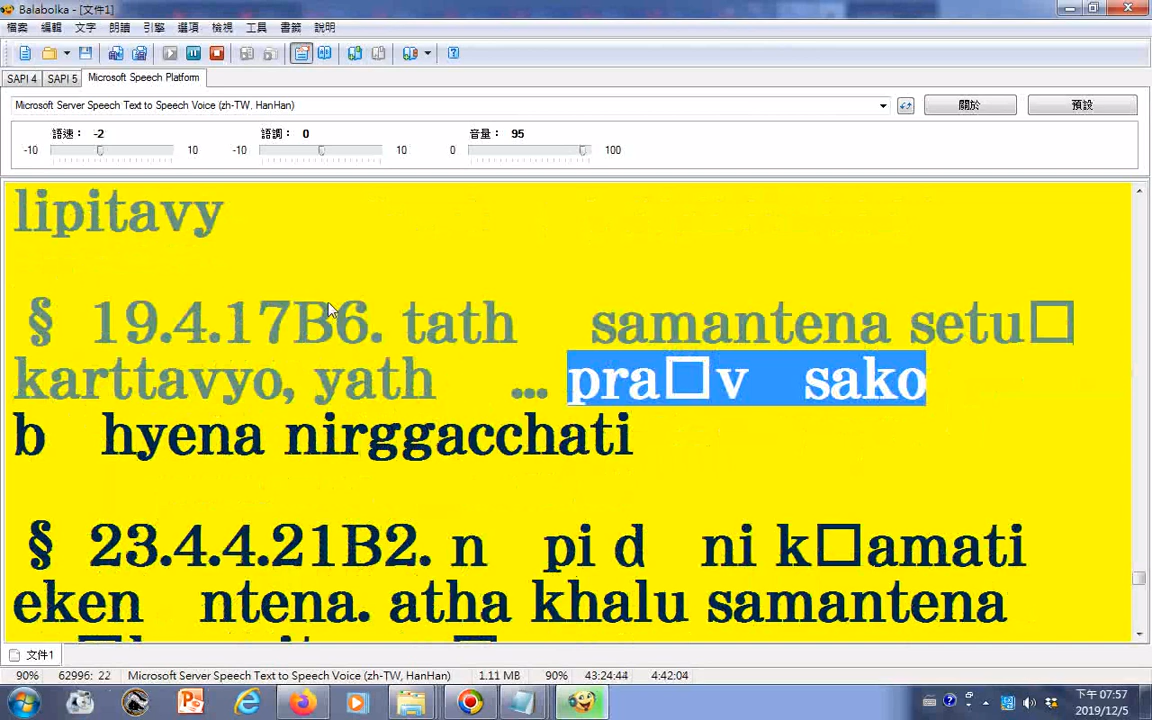 Balabolka - [文件1]
檔案 編輯 文字 朗讀 引擎 選項 檢視 工具 書籤 說明
SAPI 4 SAPI 5 Microsoft Speech Platform
Microsoft Server Speech Text to Speech Voice (zh-TW, HanHan) 關於 預設
語速： -2 語調： 0 音量： 95
-10 10 -10 10 0 100
lipitavy
§ 19.4.17B6. tath samantena setu□
karttavyo, yath ... pra□v sako
b hyena nirggacchati
§ 23.4.4.21B2. n pi d ni k□amati
eken ntena. atha khalu samantena
文件1
90% 62996: 22 Microsoft Server Speech Text to Speech Voice (zh-TW, HanHan) 1.11 MB 90% 43:24:44 4:42:04
下午 07:57
2019/12/5